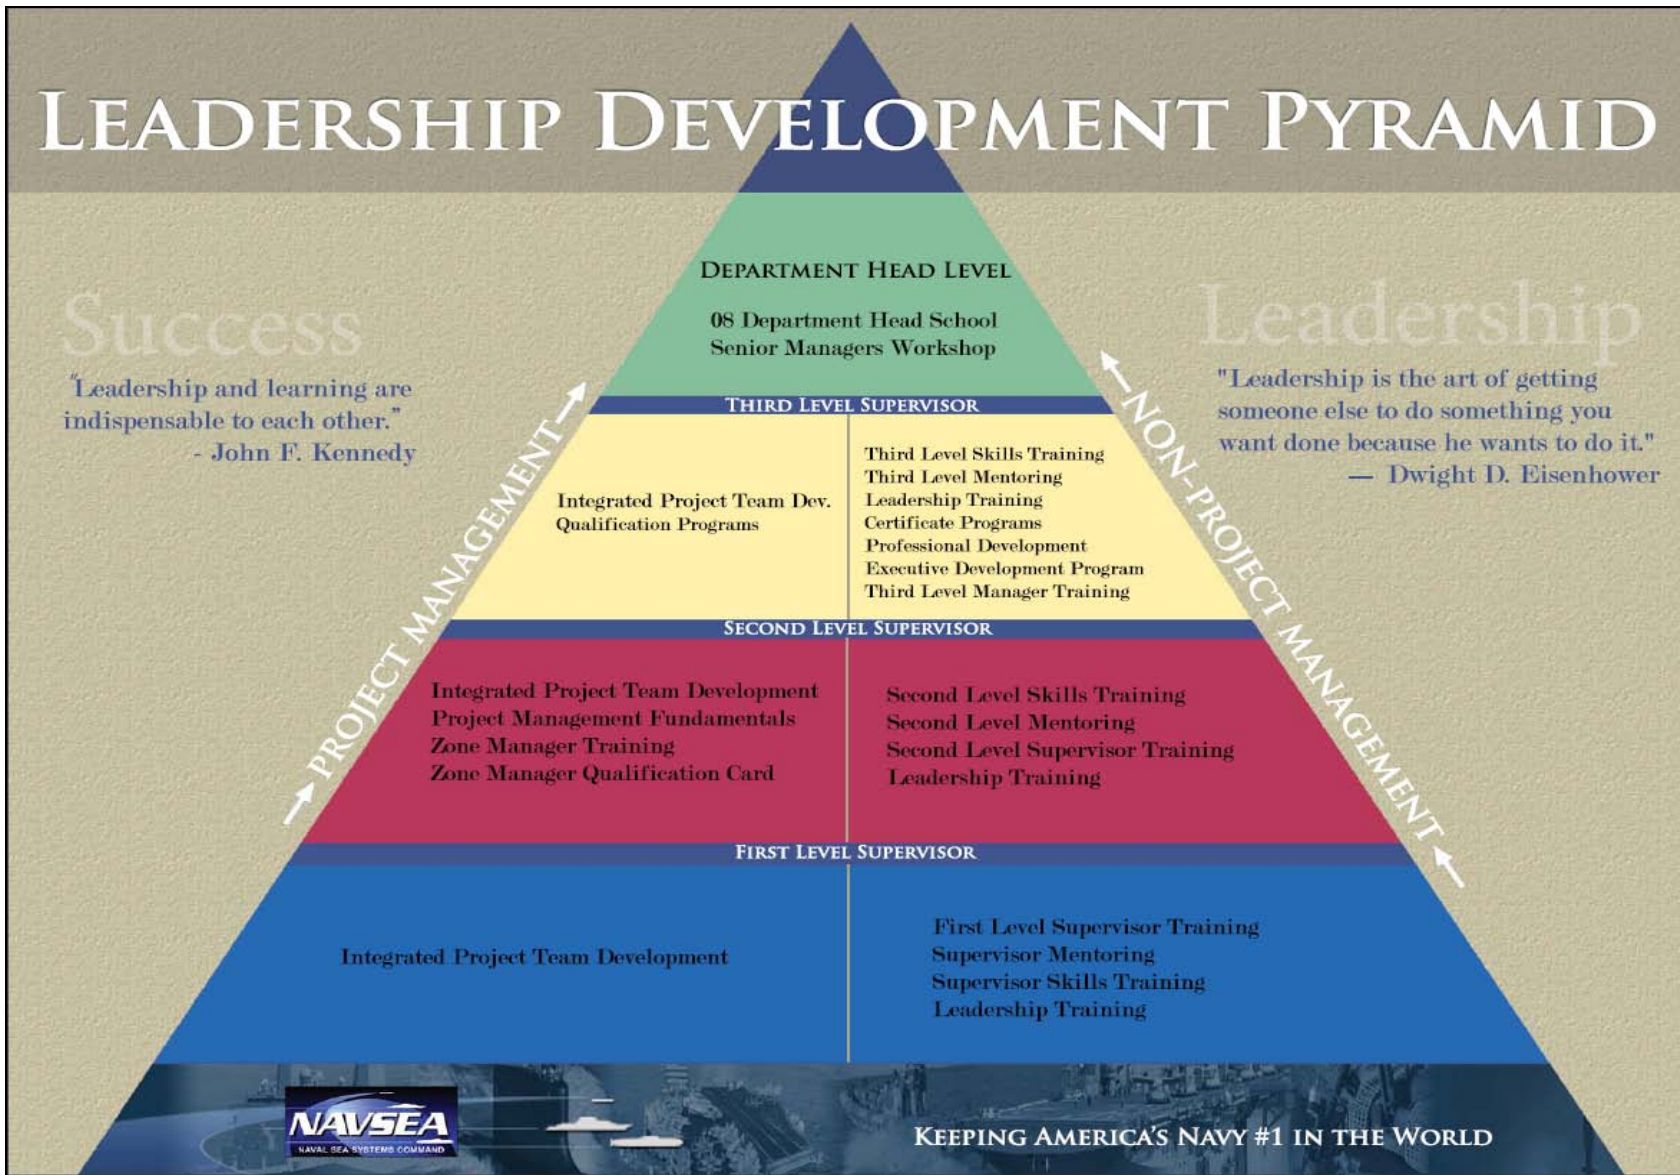 LEADERSHIP DEVELOPMENT PYRAMID
DEPARTMENT HEAD LEVEL
08 Department Head School
Senior Managers Workshop
Success
"Leadership and learning are
indispensable to each other."
- John F. Kennedy
Leadership
"Leadership is the art of getting
someone else to do something you
want done because he wants to do it."
— Dwight D. Eisenhower
PROJECT MANAGEMENT
NON-PROJECT MANAGEMENT
THIRD LEVEL SUPERVISOR
Integrated Project Team Dev.
Qualification Programs
Third Level Skills Training
Third Level Mentoring
Leadership Training
Certificate Programs
Professional Development
Executive Development Program
Third Level Manager Training
SECOND LEVEL SUPERVISOR
Integrated Project Team Development
Project Management Fundamentals
Zone Manager Training
Zone Manager Qualification Card
Second Level Skills Training
Second Level Mentoring
Second Level Supervisor Training
Leadership Training
FIRST LEVEL SUPERVISOR
Integrated Project Team Development
First Level Supervisor Training
Supervisor Mentoring
Supervisor Skills Training
Leadership Training
NAVSEA
NAVAL SEA SYSTEMS COMMAND
KEEPING AMERICA'S NAVY #1 IN THE WORLD